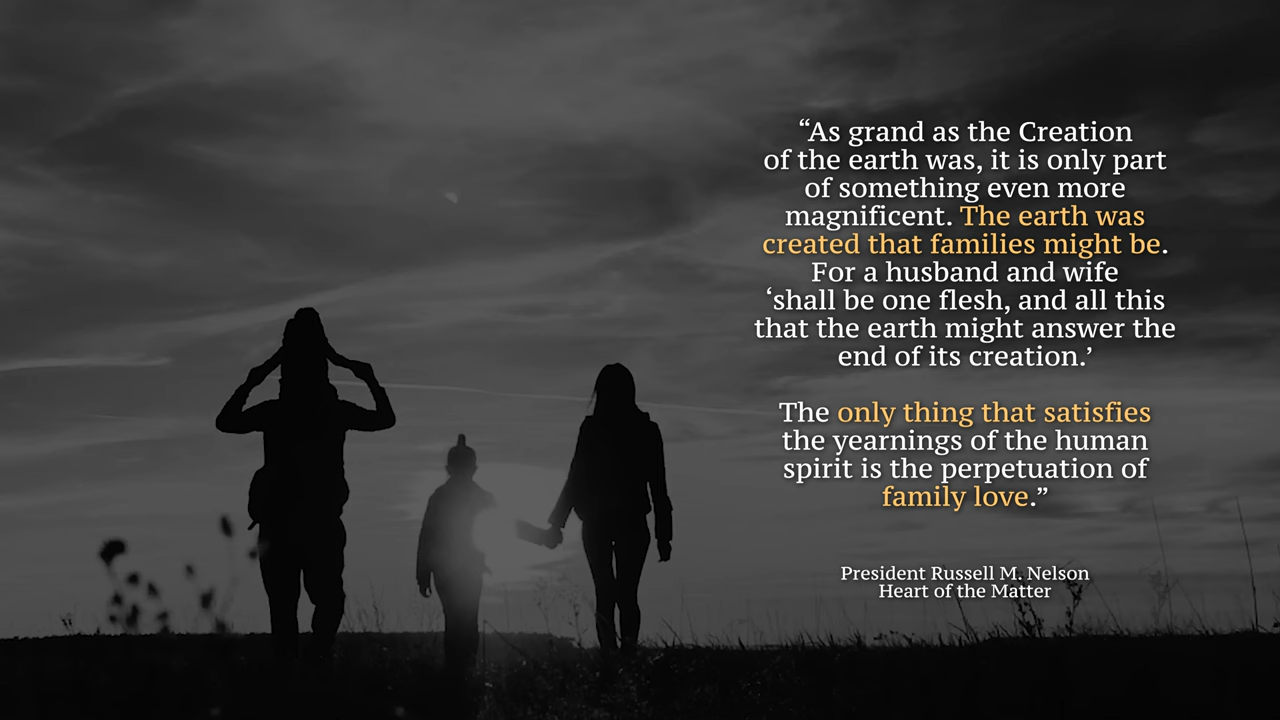 “As grand as the Creation
of the earth was, it is only part
of something even more
magnificent. The earth was
created that families might be.
For a husband and wife
‘shall be one flesh, and all this
that the earth might answer the
end of its creation.’
The only thing that satisfies
the yearnings of the human
spirit is the perpetuation of
family love.”
President Russell M. Nelson
Heart of the Matter